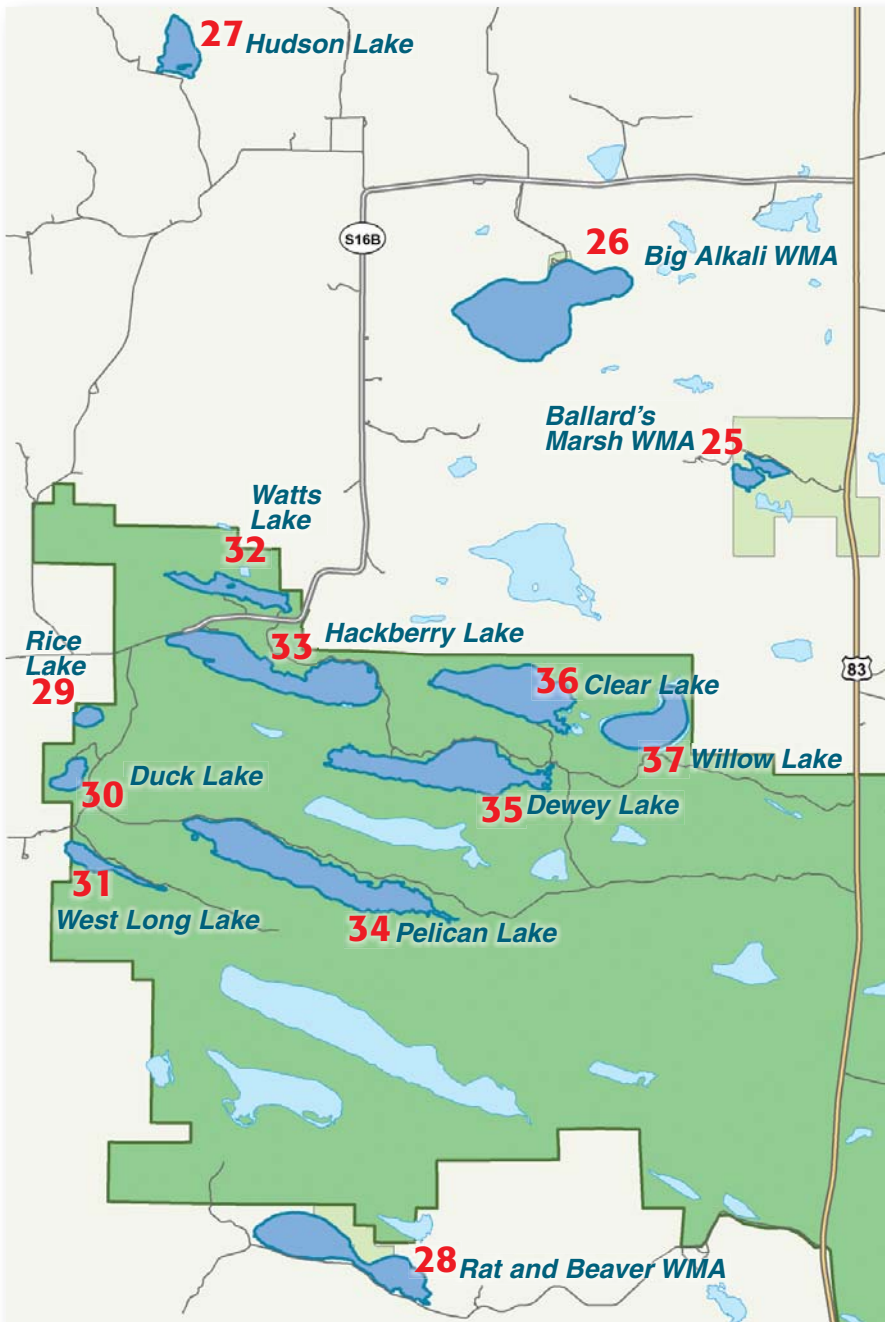 27 Hudson Lake
S16B
26 Big Alkali WMA
Ballard's
Marsh WMA 25
Watts
Lake
32
33 Hackberry Lake
Rice
Lake
29
36 Clear Lake
83
37 Willow Lake
30 Duck Lake
35 Dewey Lake
31
West Long Lake
34 Pelican Lake
28 Rat and Beaver WMA